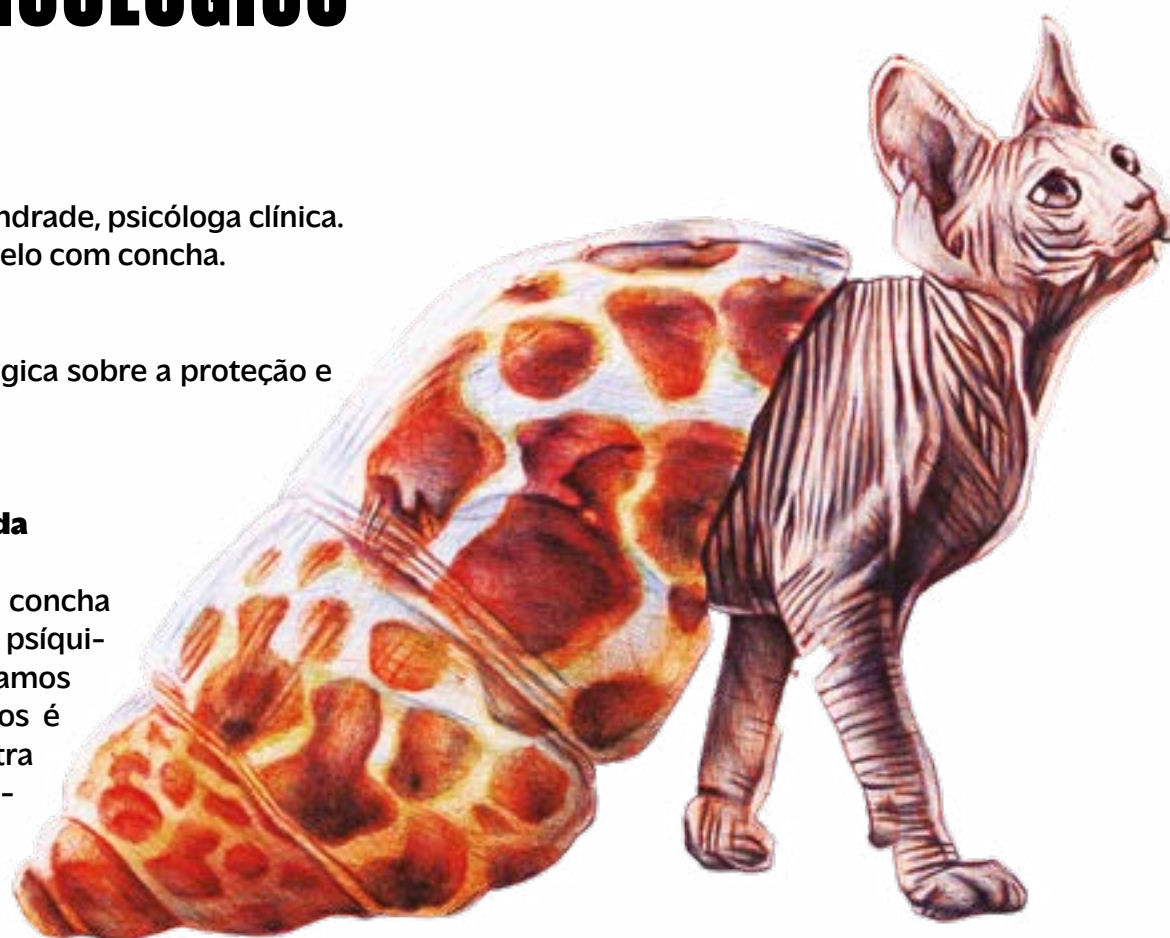 ndrade, psicóloga clínica.
elo com concha.
gica sobre a proteção e
da
concha
psíqui-
amos
os é
tra
-